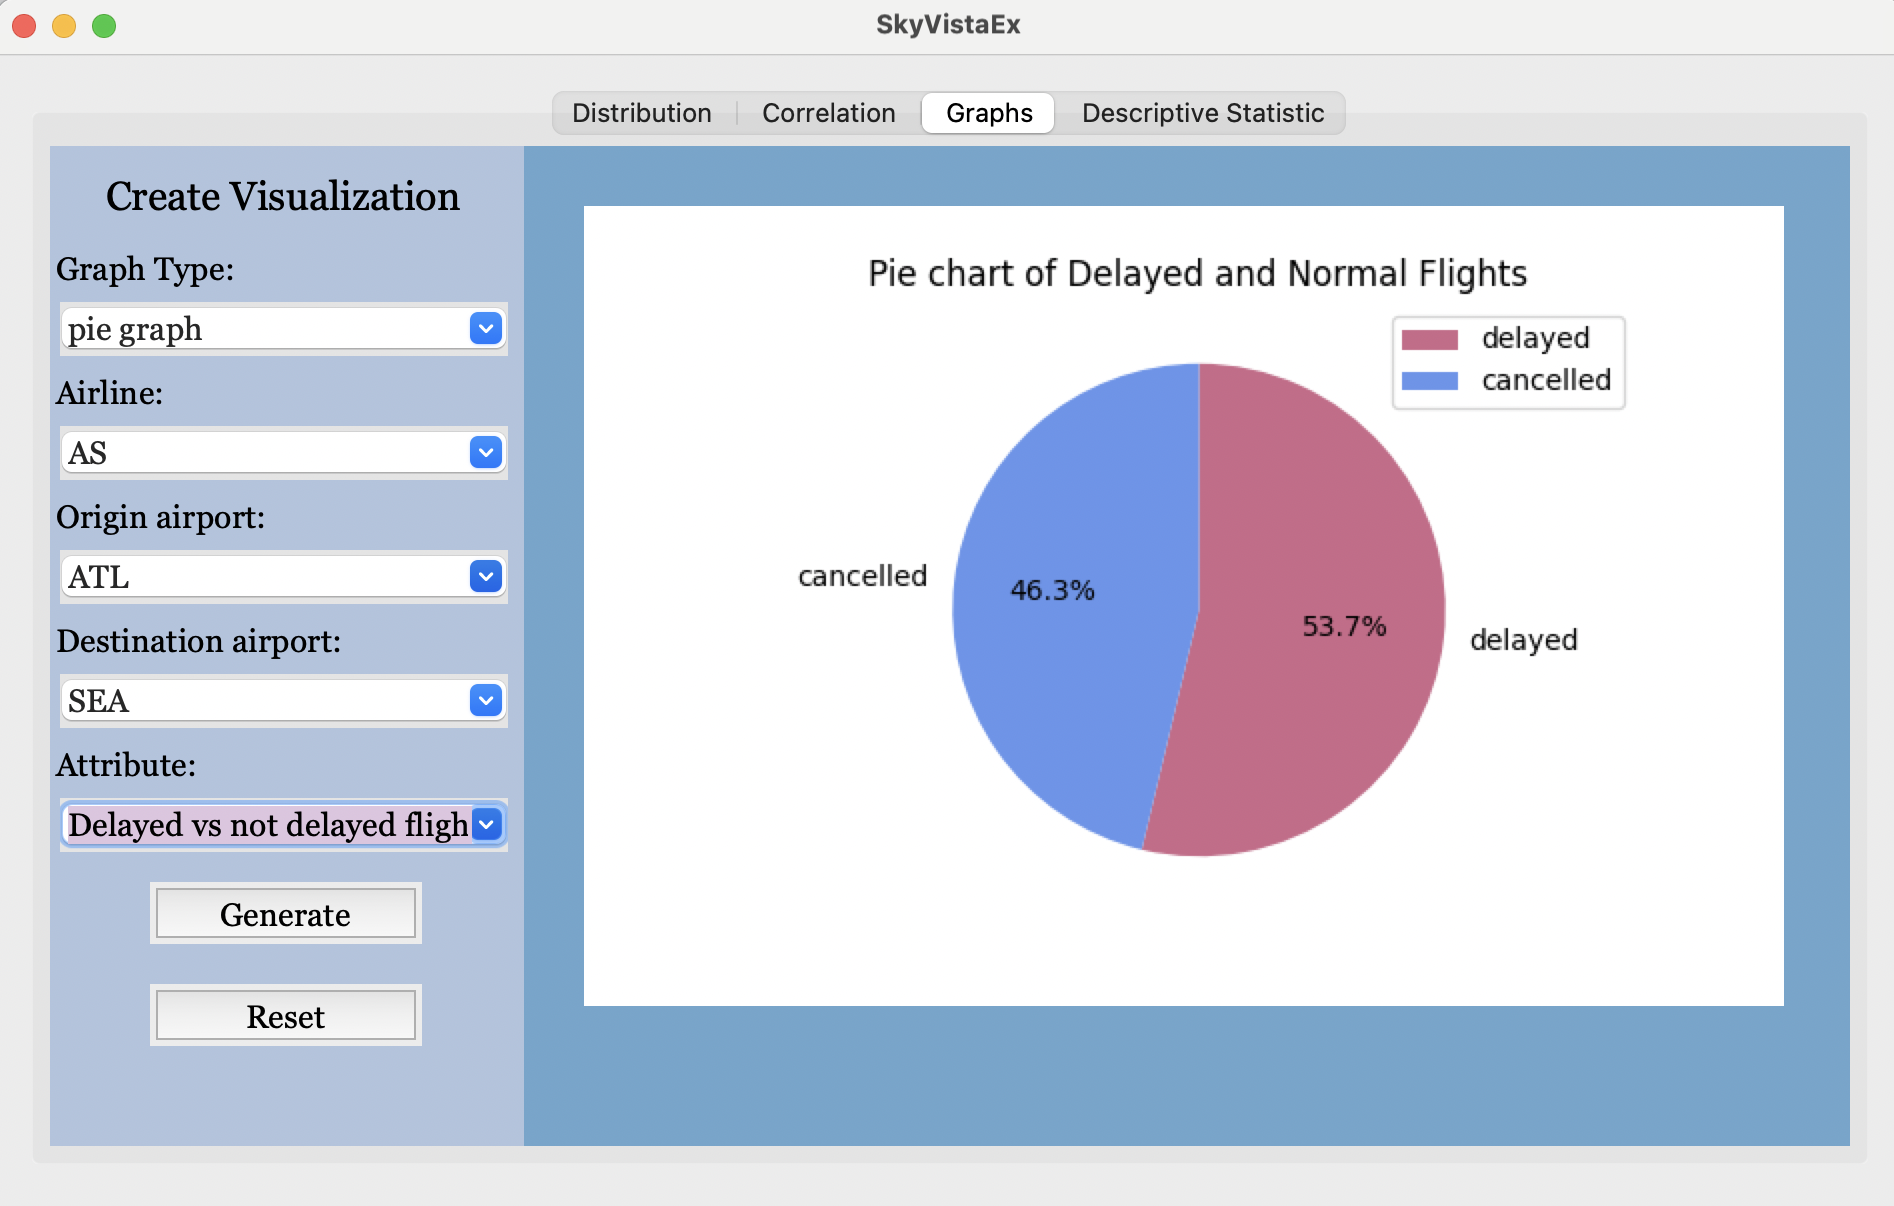 SkyVistaEx
Distribution
Correlation
Graphs
Descriptive Statistic
Create Visualization
Graph Type:
pie graph
Airline:
AS
Origin airport:
ATL
Destination airport:
SEA
Attribute:
Delayed vs not delayed fligh
Generate
Reset
Pie chart of Delayed and Normal Flights
delayed
cancelled
cancelled
46.3%
53.7%
delayed